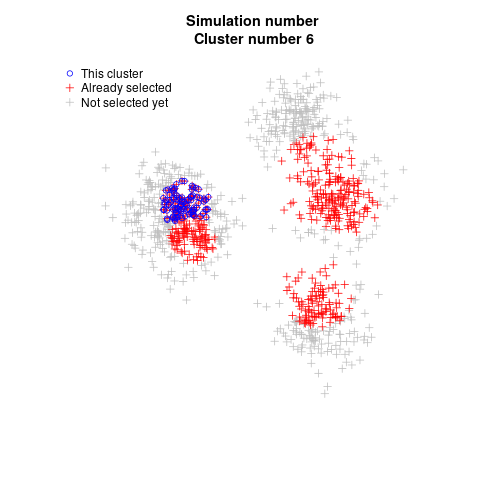 Simulation number
Cluster number 6
This cluster
Already selected
Not selected yet